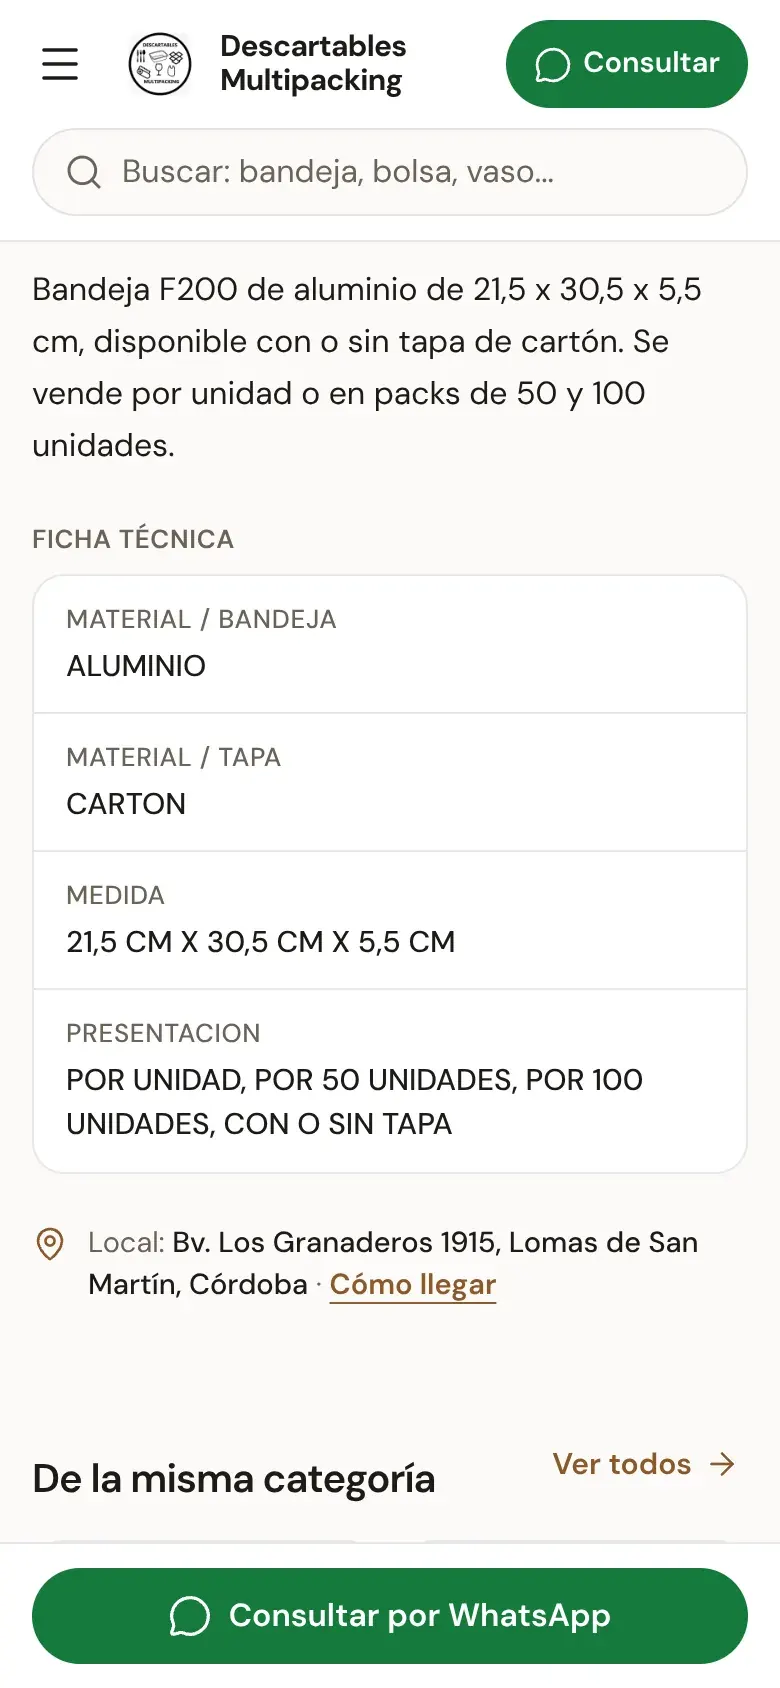 DESCARTABLES
MULTIPACKING
Descartables
Multipacking
Consultar
Buscar: bandeja, bolsa, vaso...
Bandeja F200 de aluminio de 21,5 x 30,5 x 5,5
cm, disponible con o sin tapa de cartón. Se
vende por unidad o en packs de 50 y 100
unidades.
FICHA TÉCNICA
MATERIAL / BANDEJA
ALUMINIO
MATERIAL / TAPA
CARTON
MEDIDA
21,5 CM X 30,5 CM X 5,5 CM
PRESENTACION
POR UNIDAD, POR 50 UNIDADES, POR 100
UNIDADES, CON O SIN TAPA
Local: Bv. Los Granaderos 1915, Lomas de San
Martín, Córdoba · Cómo llegar
De la misma categoría
Ver todos →
Consultar por WhatsApp